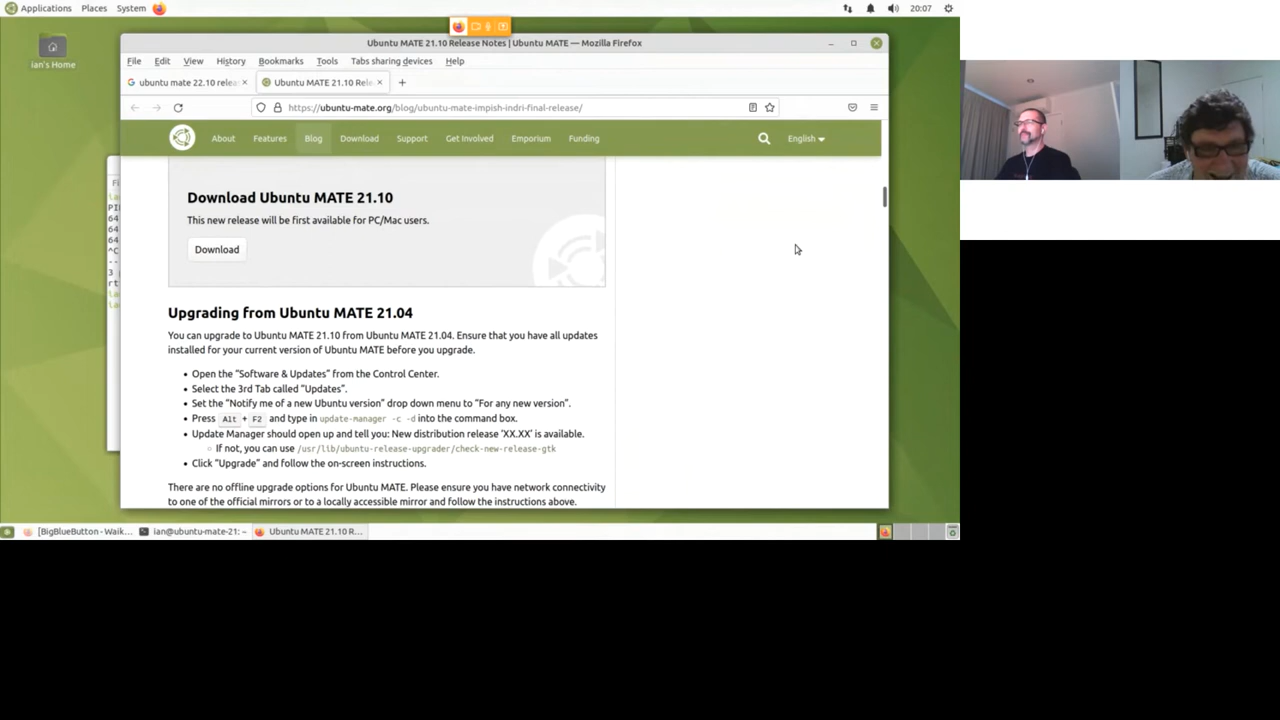 Applications Places System 20:07
ian's Home
Ubuntu MATE 21.10 Release Notes | Ubuntu MATE — Mozilla Firefox
File Edit View History Bookmarks Tools Tabs sharing devices Help
ubuntu mate 22.10 relea Ubuntu MATE 21.10 Rele
https://ubuntu-mate.org/blog/ubuntu-mate-impish-indri-final-release/
About Features Blog Download Support Get Involved Emporium Funding English
Fi
ia
PI
64
64
64
^C
--
3
rt
ia
ia
Download Ubuntu MATE 21.10
This new release will be first available for PC/Mac users.
Download
Upgrading from Ubuntu MATE 21.04
You can upgrade to Ubuntu MATE 21.10 from Ubuntu MATE 21.04. Ensure that you have all updates
installed for your current version of Ubuntu MATE before you upgrade.
• Open the “Software & Updates” from the Control Center.
• Select the 3rd Tab called “Updates”.
• Set the “Notify me of a new Ubuntu version” drop down menu to “For any new version”.
• Press Alt + F2 and type in update-manager -c -d into the command box.
• Update Manager should open up and tell you: New distribution release ‘XX.XX’ is available.
◦ If not, you can use /usr/lib/ubuntu-release-upgrader/check-new-release-gtk
• Click “Upgrade” and follow the on-screen instructions.
There are no offline upgrade options for Ubuntu MATE. Please ensure you have network connectivity
to one of the official mirrors or to a locally accessible mirror and follow the instructions above.
[BigBlueButton - Waik... ian@ubuntu-mate-21: ~ Ubuntu MATE 21.10 R...